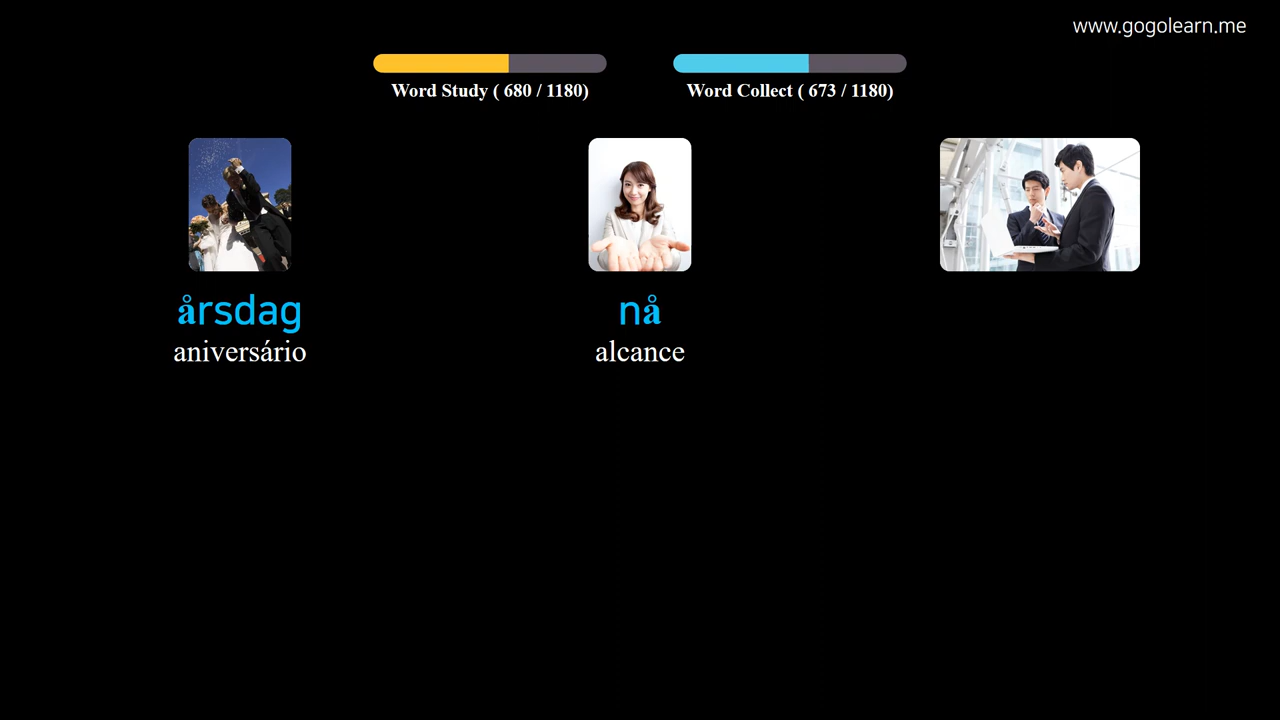 www.gogolearn.me
Word Study ( 680 / 1180)
Word Collect ( 673 / 1180)
årsdag
aniversário
nå
alcance